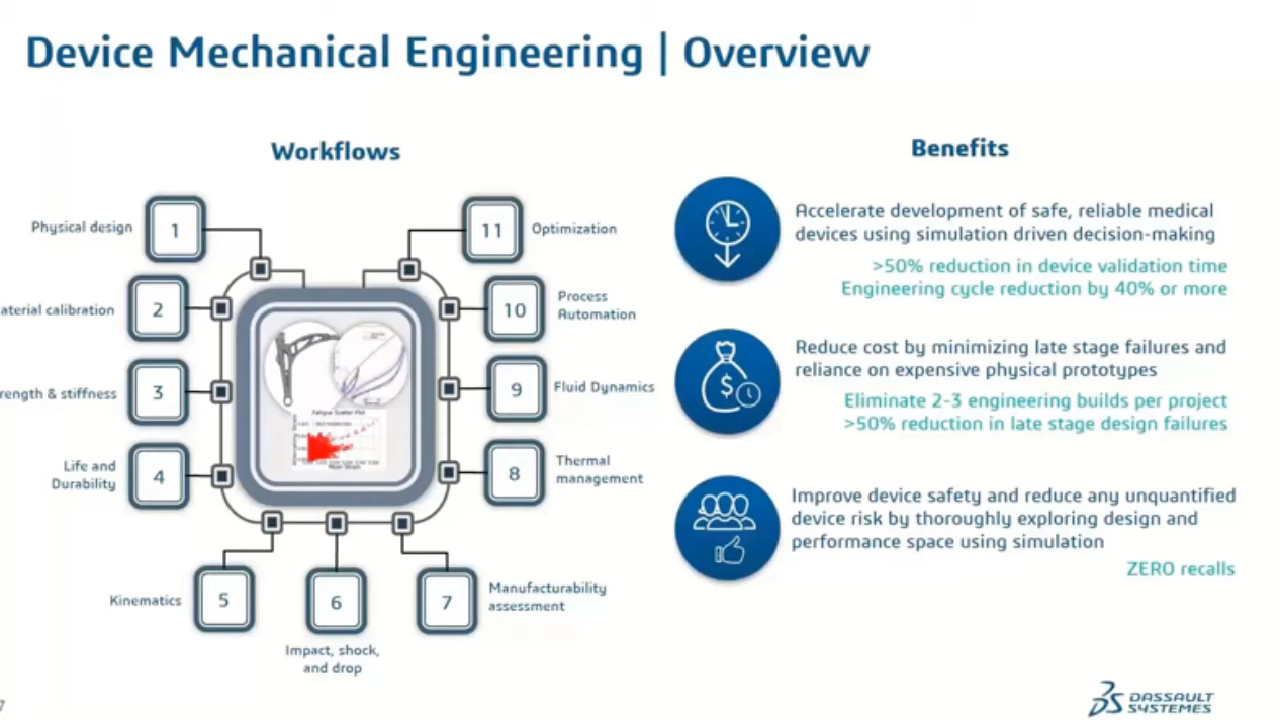 Device Mechanical Engineering | Overview
Workflows
Physical design
1
2
aterial calibration
3
rength & stiffness
4
Life and
Durability
5
Kinematics
6
Impact, shock,
and drop
7
Manufacturability
assessment
8
Thermal
management
9
Fluid Dynamics
10
Process
Automation
11
Optimization
Fatigue Scatter Plot
Mean Strain
Benefits
Accelerate development of safe, reliable medical
devices using simulation driven decision-making
>50% reduction in device validation time
Engineering cycle reduction by 40% or more
$
Reduce cost by minimizing late stage failures and
reliance on expensive physical prototypes
Eliminate 2-3 engineering builds per project
>50% reduction in late stage design failures
Improve device safety and reduce any unquantified
device risk by thoroughly exploring design and
performance space using simulation
ZERO recalls
7
DASSAULT
SYSTEMES